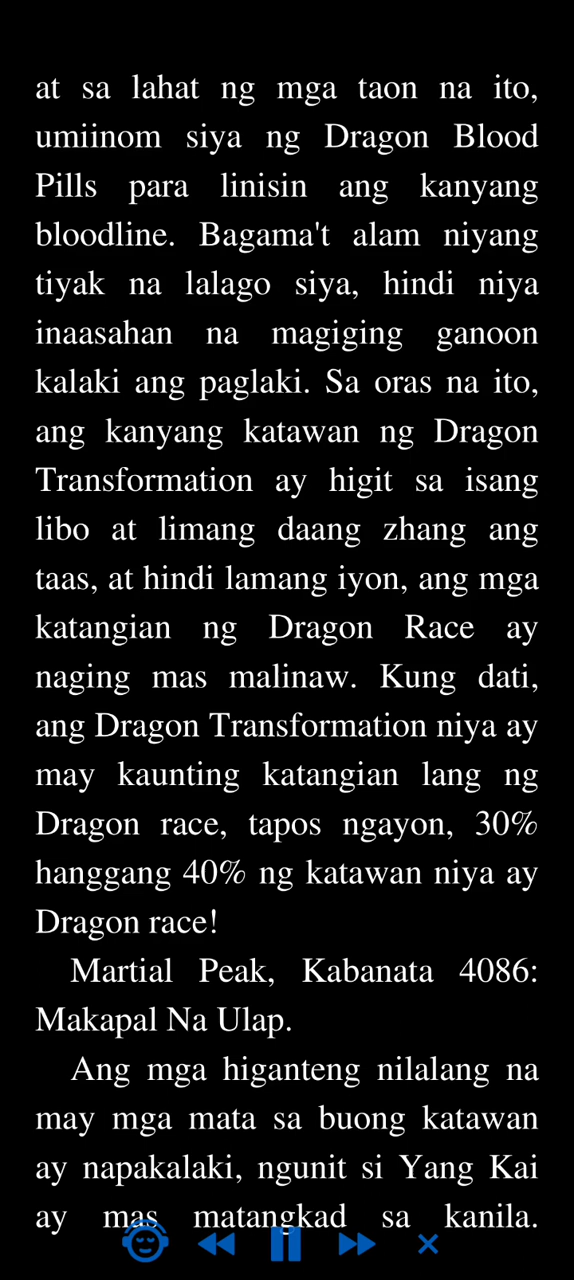 at sa lahat ng mga taon na ito,
umiinom siya ng Dragon Blood
Pills para linisin ang kanyang
bloodline. Bagama't alam niyang
tiyak na lalago siya, hindi niya
inaasahan na magiging ganoon
kalaki ang paglaki. Sa oras na ito,
ang kanyang katawan ng Dragon
Transformation ay higit sa isang
libo at limang daang zhang ang
taas, at hindi lamang iyon, ang mga
katangian ng Dragon Race ay
naging mas malinaw. Kung dati,
ang Dragon Transformation niya ay
may kaunting katangian lang ng
Dragon race, tapos ngayon, 30%
hanggang 40% ng katawan niya ay
Dragon race!
Martial Peak, Kabanata 4086:
Makapal Na Ulap.
Ang mga higanteng nilalang na
may mga mata sa buong katawan
ay napakalaki, ngunit si Yang Kai
ay mas matangkad sa kanila.